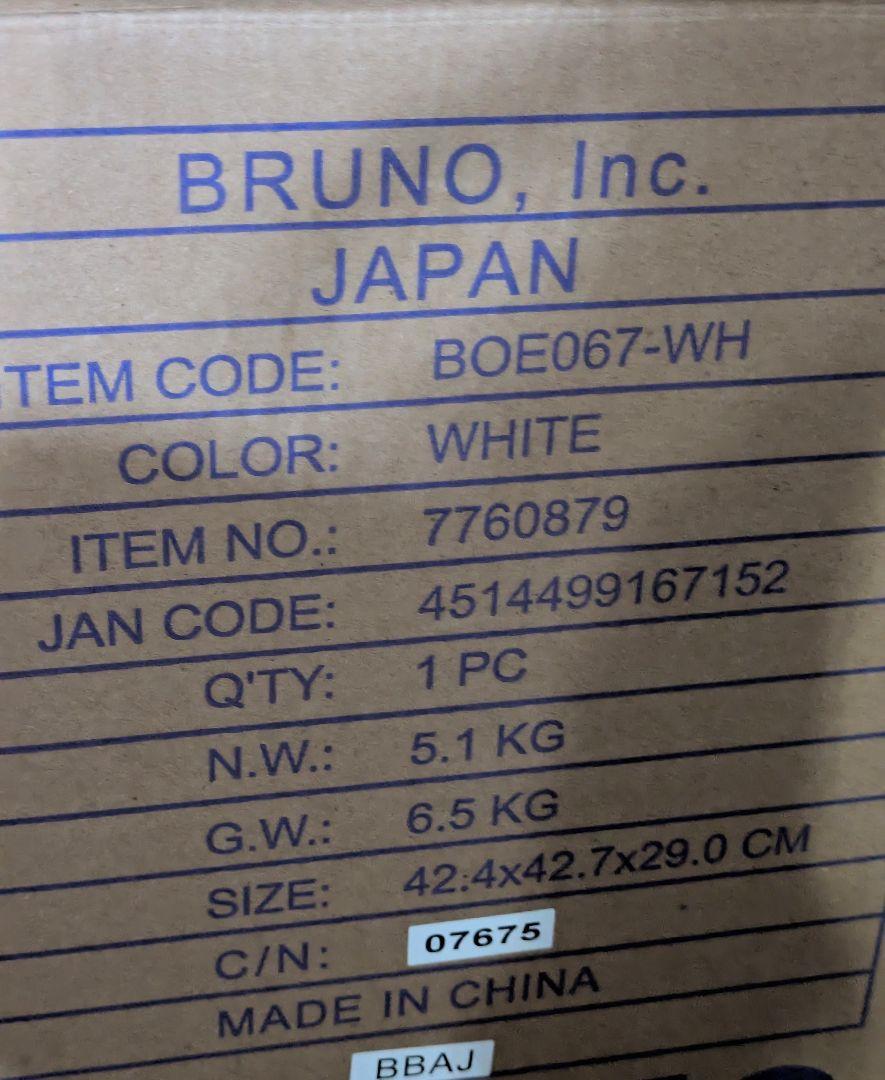 BRUNO, Inc.
JAPAN
ITEM CODE: BOE067-WH
COLOR: WHITE
ITEM NO.: 7760879
JAN CODE: 4514499167152
Q'TY: 1 PC
N.W.: 5.1 KG
G.W.: 6.5 KG
SIZE: 42.4x42.7x29.0 CM
C/N: 07675
MADE IN CHINA
BBAJ